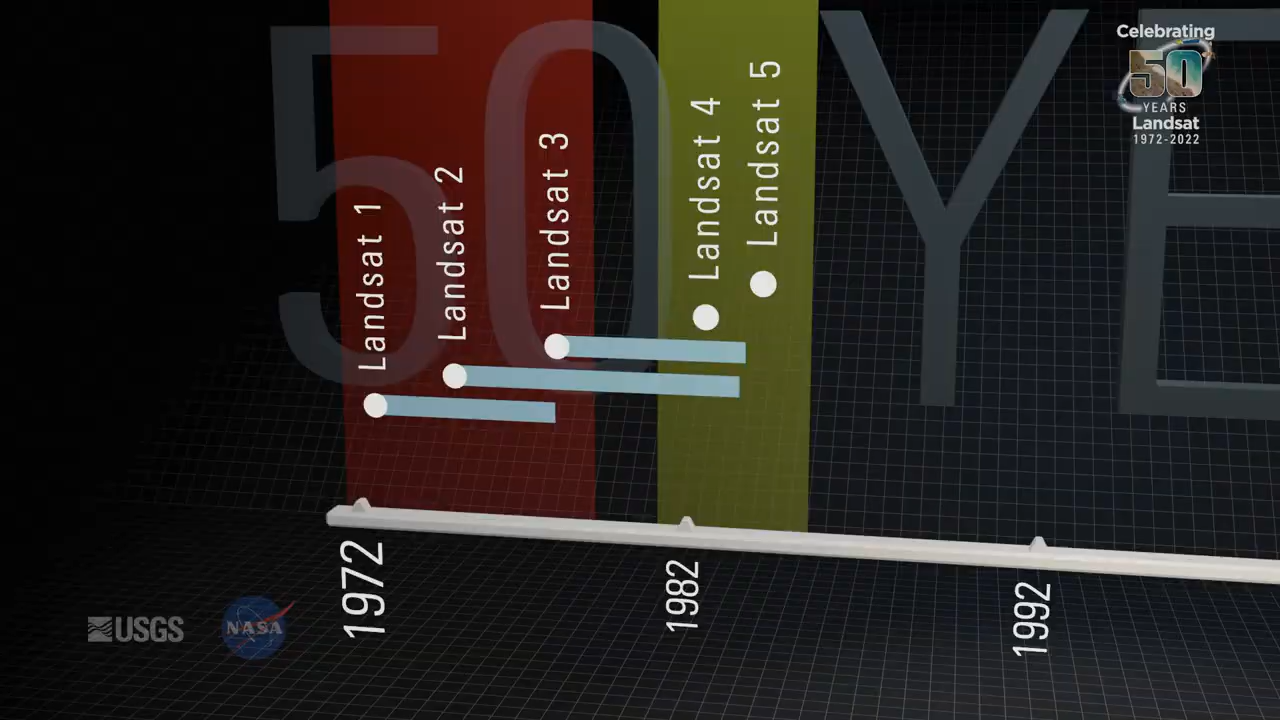 50 YE
Celebrating
50
YEARS
Landsat
1972-2022
Landsat 1
Landsat 2
Landsat 3
Landsat 4
Landsat 5
1972
1982
1992
USGS
NASA